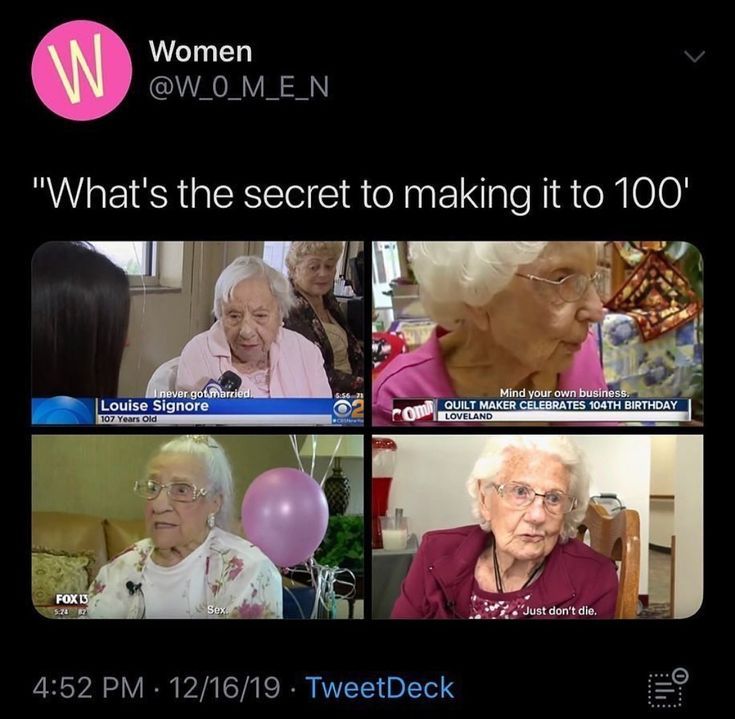 W
Women
@W_0_M_E_N
"What's the secret to making it to 100'
I never got married.
Louise Signore
107 Years Old
5:56 71
2
Mind your own business.
QUILT MAKER CELEBRATES 104TH BIRTHDAY
LOVELAND
FOX 13
5:24 82
Sex.
"Just don't die.
4:52 PM · 12/16/19 · TweetDeck